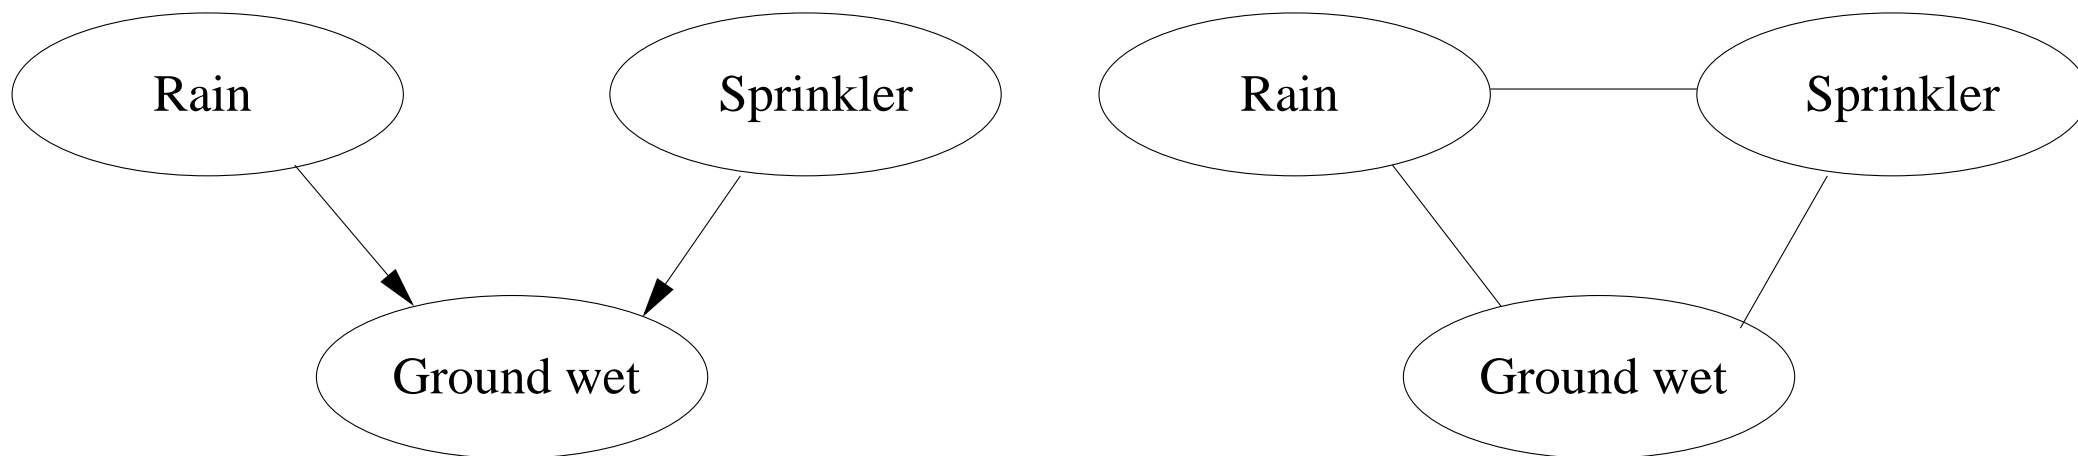 Rain
Sprinkler
Ground wet
Rain
Sprinkler
Ground wet